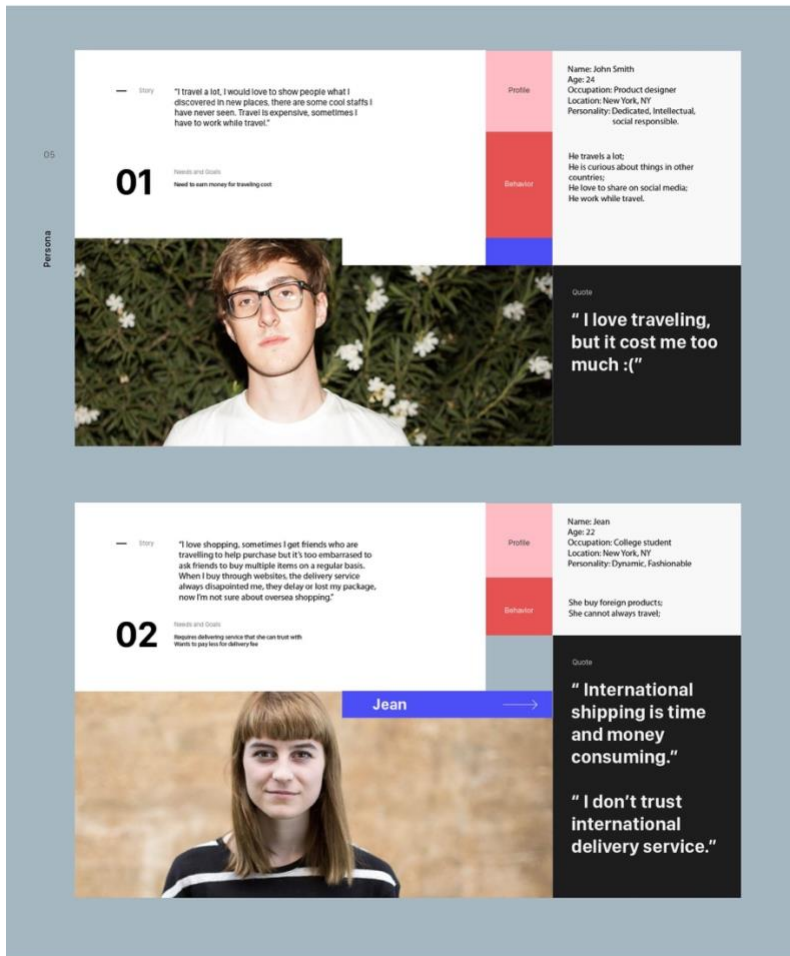 05
Persona
Story
"I travel a lot, I would love to show people what I
discovered in new places, there are some cool staffs I
have never seen. Travel is expensive, sometimes I
have to work while travel."
01
Needs and Goals
Need to earn money for traveling cost
Profile
Name: John Smith
Age: 24
Occupation: Product designer
Location: New York, NY
Personality: Dedicated, Intellectual,
social responsible.
Behavior
He travels a lot;
He is curious about things in other
countries;
He love to share on social media;
He work while travel.
Quote
" I love traveling,
but it cost me too
much :("
Story
"I love shopping, sometimes I get friends who are
travelling to help purchase but it's too embarrased to
ask friends to buy multiple items on a regular basis.
When I buy through websites, the delivery service
always disapointed me, they delay or lost my package,
now I'm not sure about oversea shopping."
02
Needs and Goals
Requires delivering service that she can trust with
Wants to pay less for delivery fee
Profile
Name: Jean
Age: 22
Occupation: College student
Location: New York, NY
Personality: Dynamic, Fashionable
Behavior
She buy foreign products;
She cannot always travel;
Jean
Quote
" International
shipping is time
and money
consuming."
" I don't trust
international
delivery service."